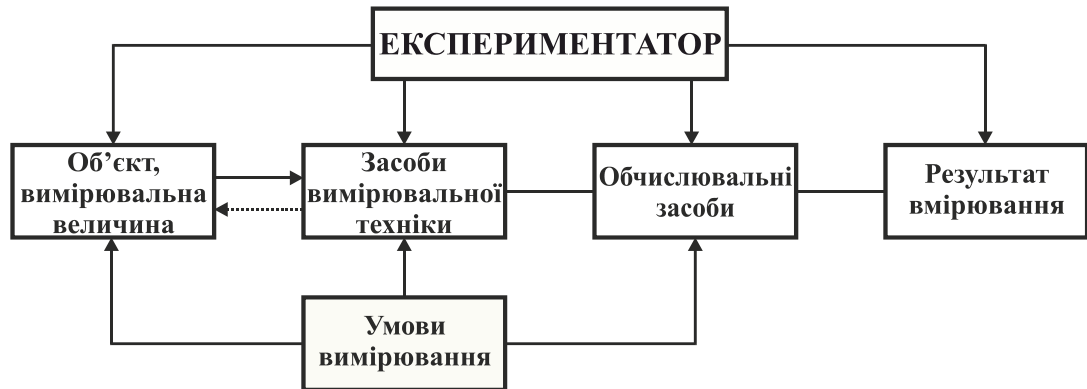 ЕКСПЕРИМЕНТАТОР
Об’єкт,
вимірювальна
величина
Засоби
вимірювальної
техніки
Обчислювальні
засоби
Результат
вмірювання
Умови
вимірювання